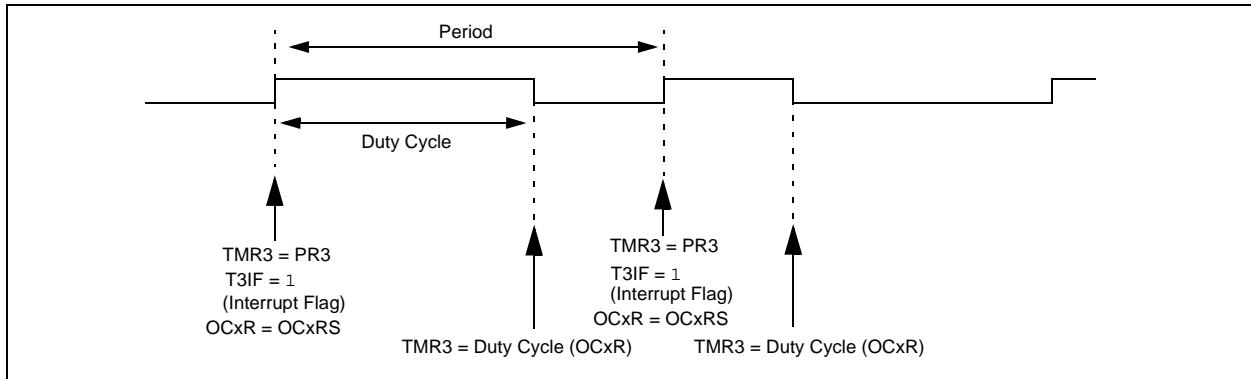 Period
Duty Cycle
TMR3 = PR3
T3IF = 1
(Interrupt Flag)
OCxR = OCxRS
TMR3 = Duty Cycle (OCxR)
TMR3 = PR3
T3IF = 1
(Interrupt Flag)
OCxR = OCxRS
TMR3 = Duty Cycle (OCxR)